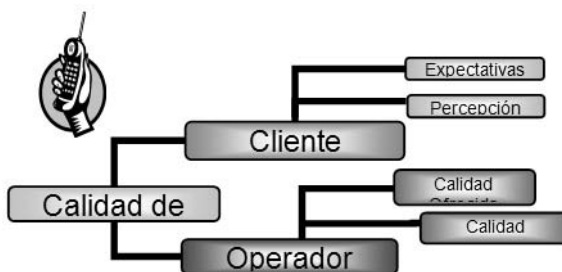 Expectativas
Percepción
Cliente
Calidad
Calidad de
Calidad
Operador